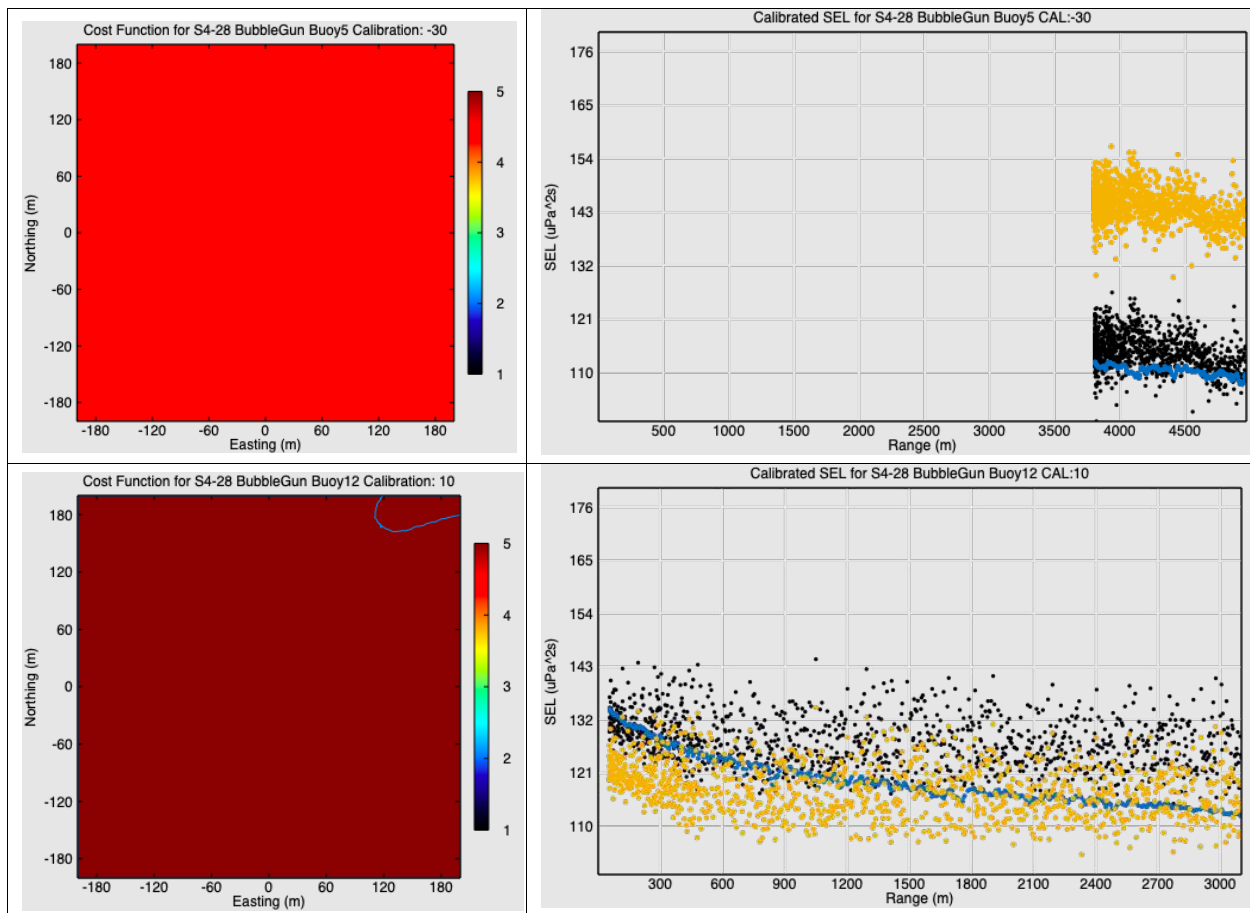 Cost Function for S4-28 BubbleGun Buoy5 Calibration: -30
180
120
60
0
-60
-120
-180
Northing (m)
-180 -120 -60 0 60 120 180
Easting (m)
5
4
3
2
1
Calibrated SEL for S4-28 BubbleGun Buoy5 CAL:-30
176
165
154
143
132
121
110
SEL (uPa^2s)
500 1000 1500 2000 2500 3000 3500 4000 4500
Range (m)
Cost Function for S4-28 BubbleGun Buoy12 Calibration: 10
180
120
60
0
-60
-120
-180
Northing (m)
-180 -120 -60 0 60 120 180
Easting (m)
5
4
3
2
1
Calibrated SEL for S4-28 BubbleGun Buoy12 CAL:10
176
165
154
143
132
121
110
SEL (uPa^2s)
300 600 900 1200 1500 1800 2100 2400 2700 3000
Range (m)